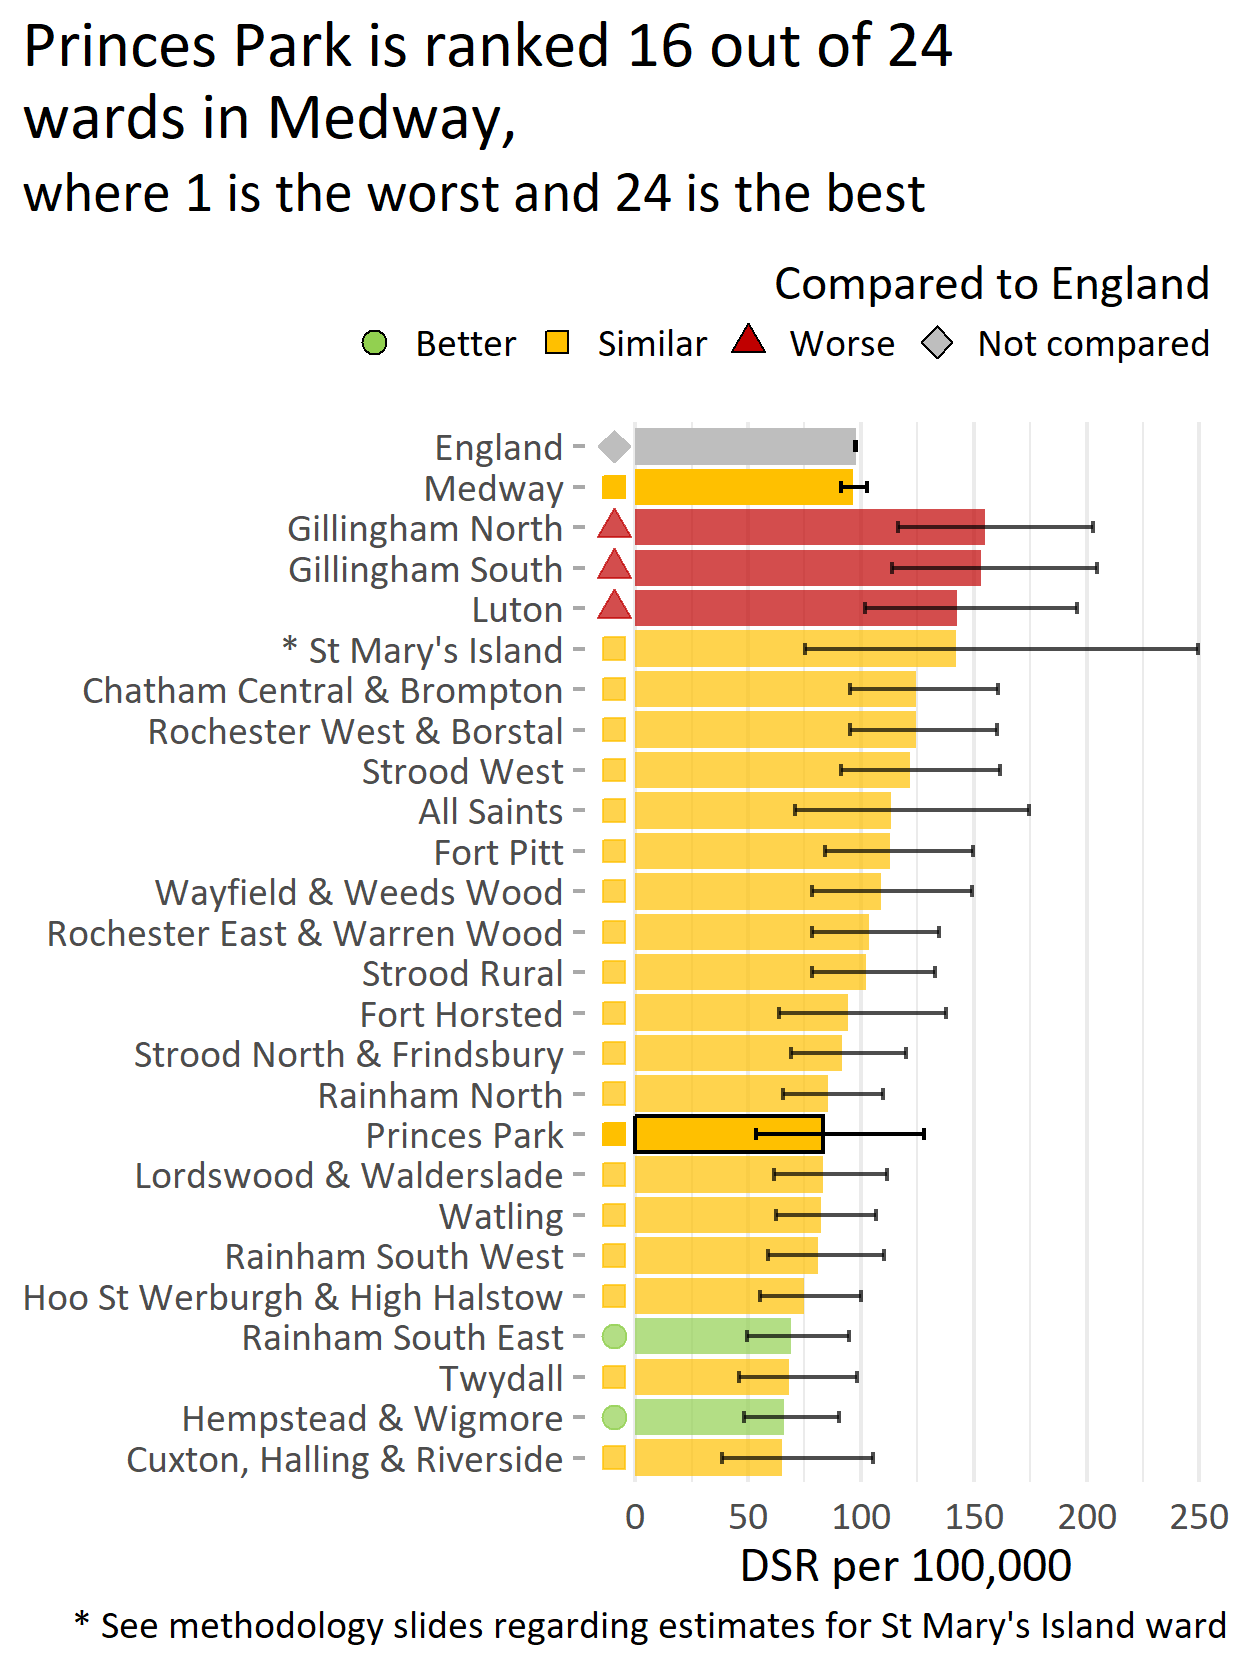 Princes Park is ranked 16 out of 24
wards in Medway,
where 1 is the worst and 24 is the best
Compared to England
Better Similar Worse Not compared
England
Medway
Gillingham North
Gillingham South
Luton
* St Mary's Island
Chatham Central & Brompton
Rochester West & Borstal
Strood West
All Saints
Fort Pitt
Wayfield & Weeds Wood
Rochester East & Warren Wood
Strood Rural
Fort Horsted
Strood North & Frindsbury
Rainham North
Princes Park
Lordswood & Walderslade
Watling
Rainham South West
Hoo St Werburgh & High Halstow
Rainham South East
Twydall
Hempstead & Wigmore
Cuxton, Halling & Riverside
0 50 100 150 200 250
DSR per 100,000
* See methodology slides regarding estimates for St Mary's Island ward